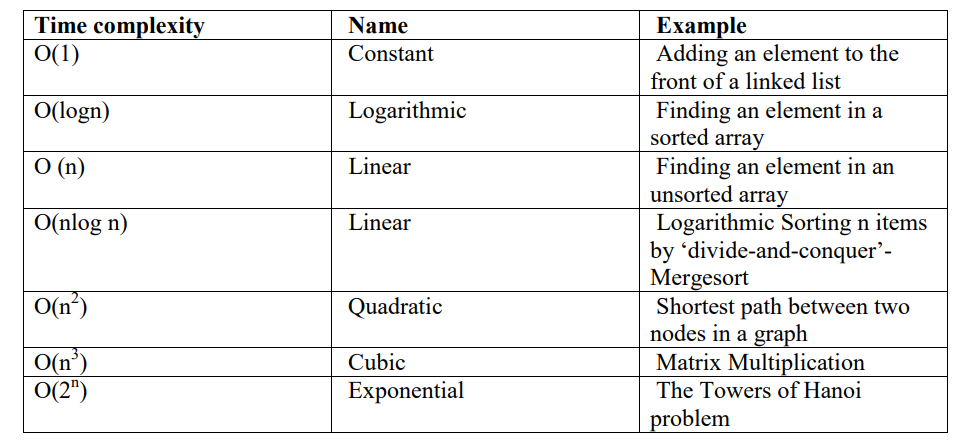 Time complexity Name Example
O(1) Constant Adding an element to the
front of a linked list
O(logn) Logarithmic Finding an element in a
sorted array
O (n) Linear Finding an element in an
unsorted array
O(nlog n) Linear Logarithmic Sorting n items
by ‘divide-and-conquer’-
Mergesort
O(n²) Quadratic Shortest path between two
nodes in a graph
O(n³) Cubic Matrix Multiplication
O(2ⁿ) Exponential The Towers of Hanoi
problem